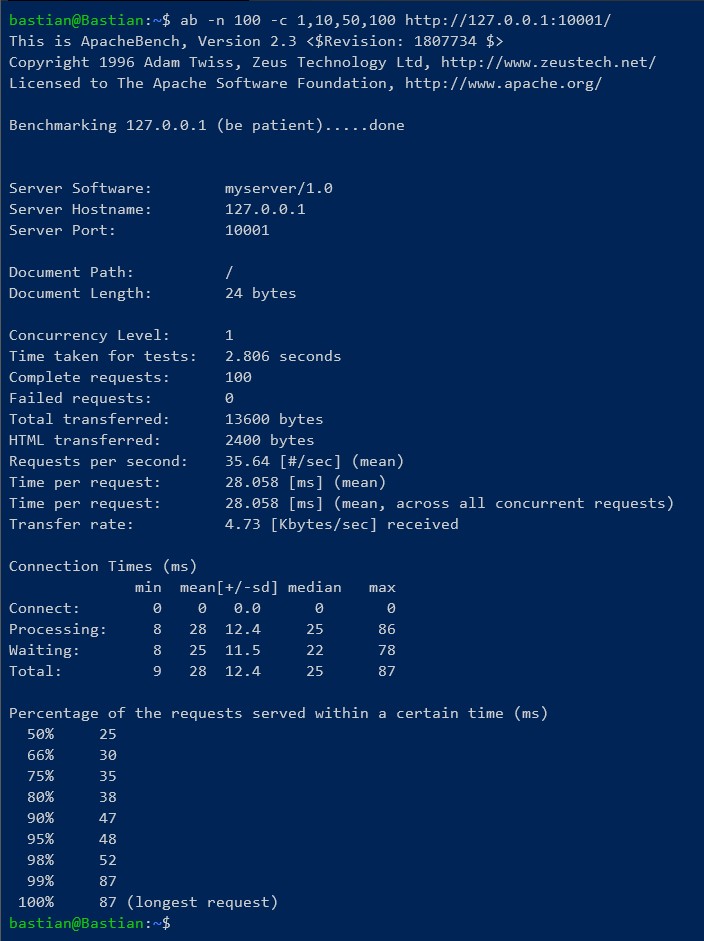 bastian@Bastian:~$ ab -n 100 -c 1,10,50,100 http://127.0.0.1:10001/
This is ApacheBench, Version 2.3 <$Revision: 1807734 $>
Copyright 1996 Adam Twiss, Zeus Technology Ltd, http://www.zeustech.net/
Licensed to The Apache Software Foundation, http://www.apache.org/

Benchmarking 127.0.0.1 (be patient).....done


Server Software:        myserver/1.0
Server Hostname:        127.0.0.1
Server Port:            10001

Document Path:          /
Document Length:        24 bytes

Concurrency Level:      1
Time taken for tests:   2.806 seconds
Complete requests:      100
Failed requests:        0
Total transferred:      13600 bytes
HTML transferred:       2400 bytes
Requests per second:    35.64 [#/sec] (mean)
Time per request:       28.058 [ms] (mean)
Time per request:       28.058 [ms] (mean, across all concurrent requests)
Transfer rate:          4.73 [Kbytes/sec] received

Connection Times (ms)
              min  mean[+/-sd] median   max
Connect:        0    0   0.0      0       0
Processing:     8   28  12.4     25      86
Waiting:        8   25  11.5     22      78
Total:          9   28  12.4     25      87

Percentage of the requests served within a certain time (ms)
  50%     25
  66%     30
  75%     35
  80%     38
  90%     47
  95%     48
  98%     52
  99%     87
 100%     87 (longest request)
bastian@Bastian:~$